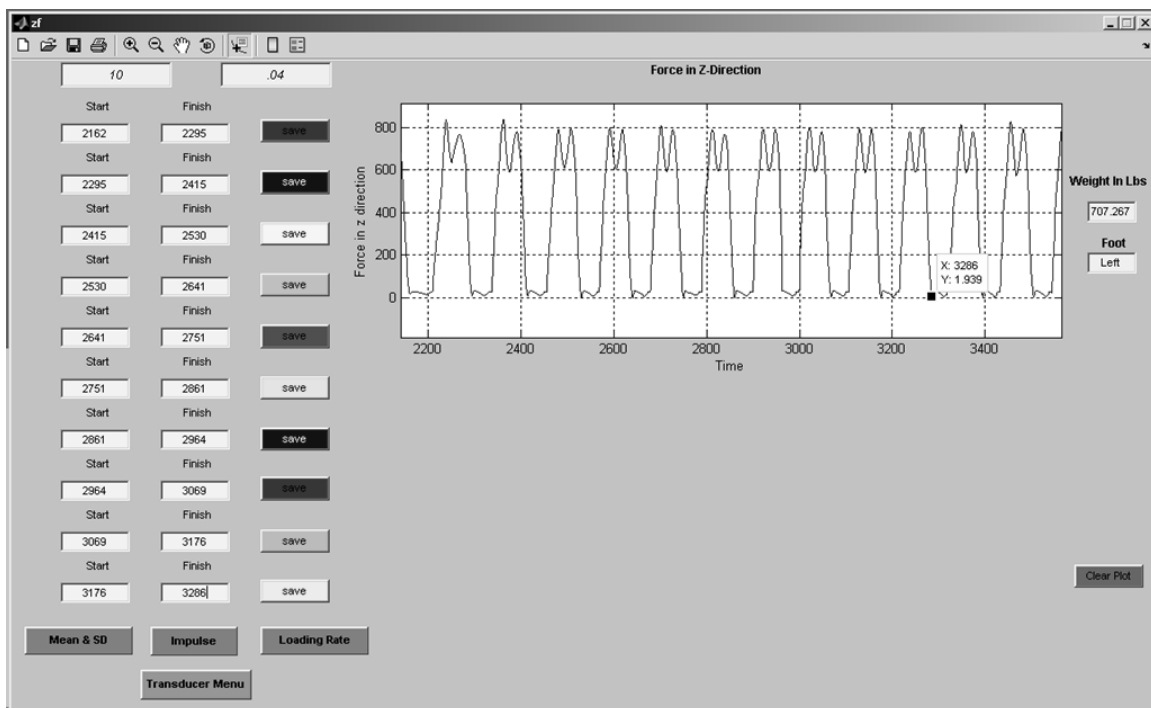 zf
10 .04
Start Finish
2162 2295 save
Start Finish
2295 2415 save
Start Finish
2415 2530 save
Start Finish
2530 2641 save
Start Finish
2641 2751 save
Start Finish
2751 2861 save
Start Finish
2861 2964 save
Start Finish
2964 3069 save
Start Finish
3069 3176 save
Start Finish
3176 3286 save
Mean & SD Impulse Loading Rate
Transducer Menu
Force in Z-Direction
Force in z direction
800
600
400
200
0
X: 3286
Y: 1.939
2200 2400 2600 2800 3000 3200 3400
Time
Weight In Lbs
707.267
Foot
Left
Clear Plot